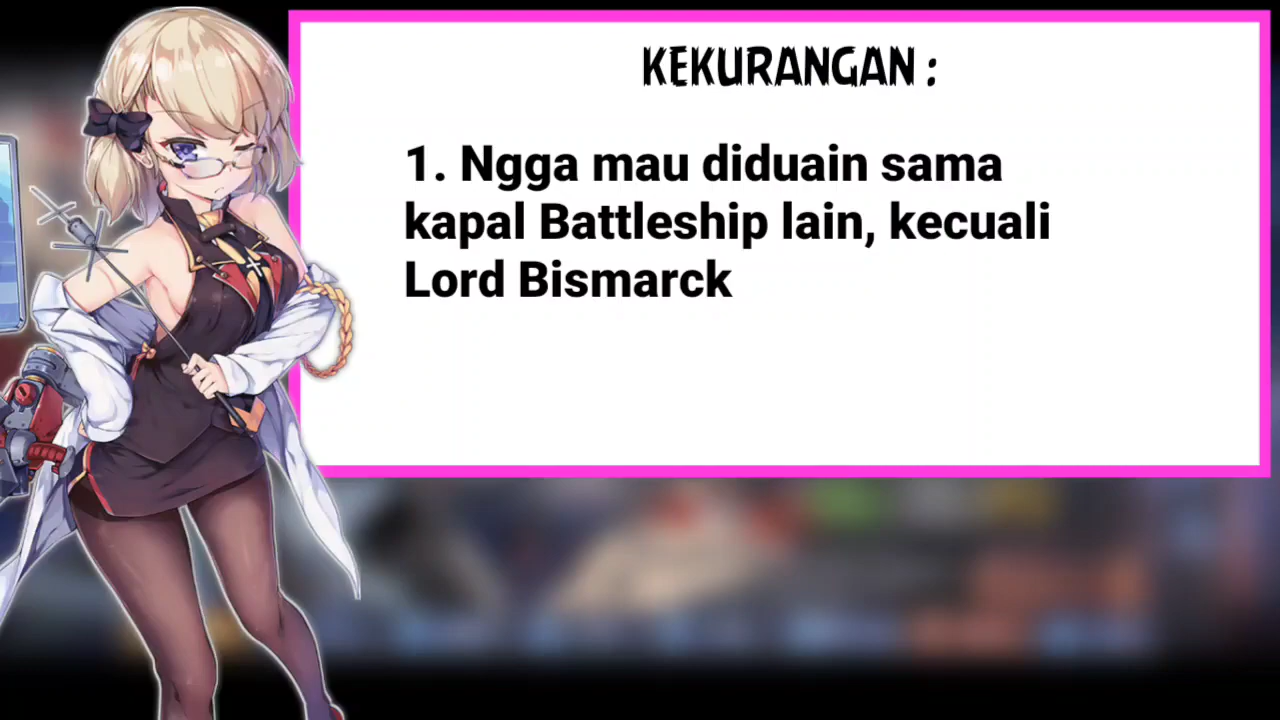 KEKURANGAN :
1. Ngga mau diduain sama
kapal Battleship lain, kecuali
Lord Bismarck